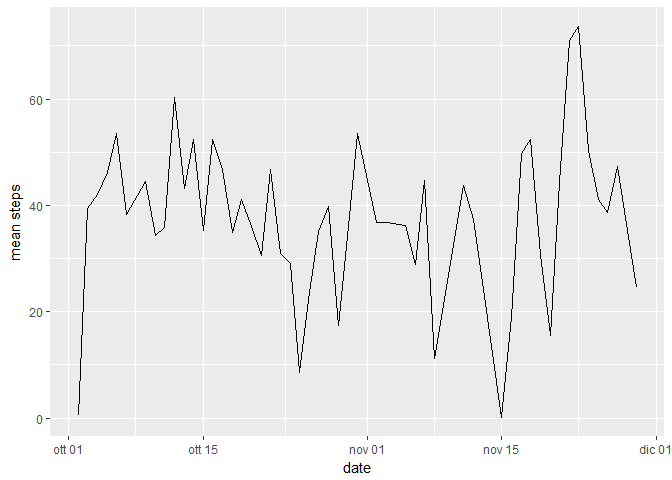 mean steps
60
40
20
0
ott 01
ott 15
nov 01
nov 15
dic 01
date